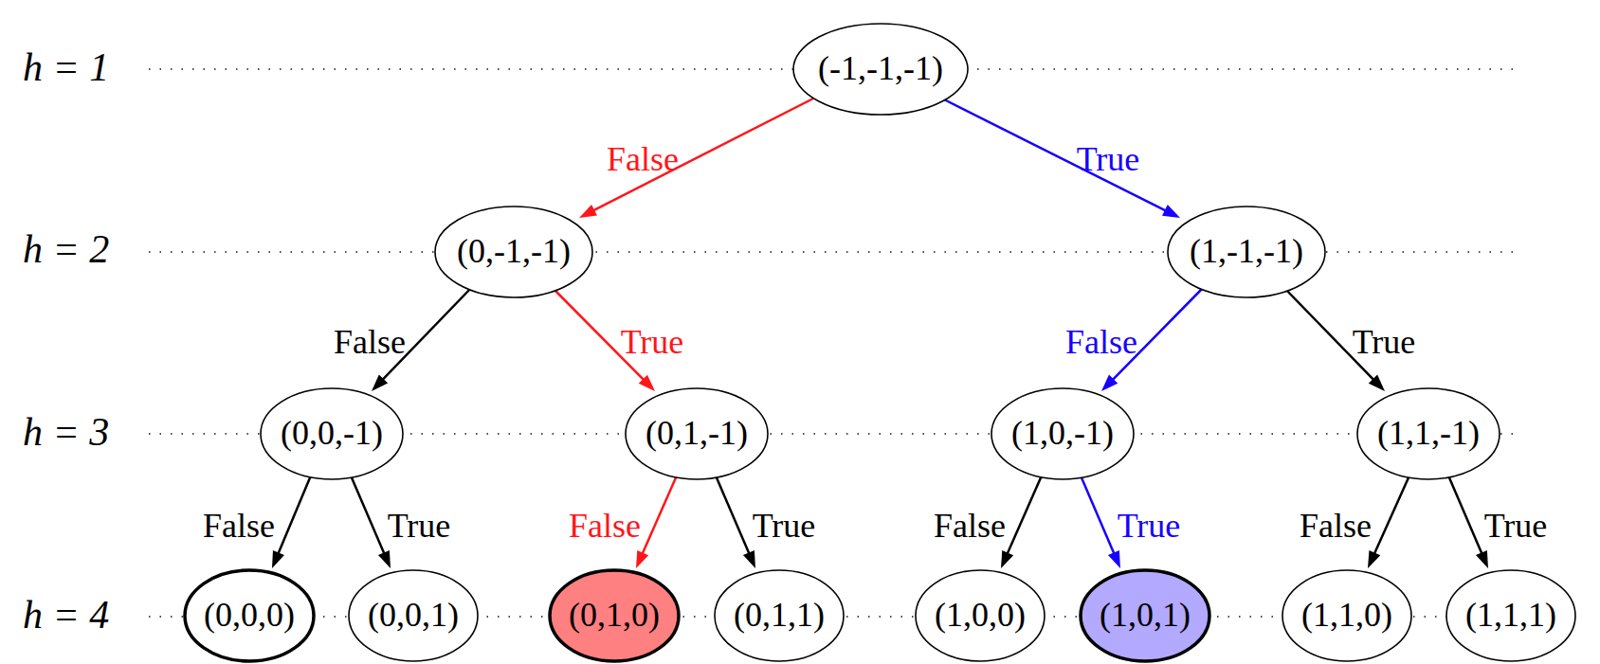 h = 1 (-1,-1,-1)
False True
h = 2 (0,-1,-1) (1,-1,-1)
False True False True
h = 3 (0,0,-1) (0,1,-1) (1,0,-1) (1,1,-1)
False True False True False True False True
h = 4 (0,0,0) (0,0,1) (0,1,0) (0,1,1) (1,0,0) (1,0,1) (1,1,0) (1,1,1)